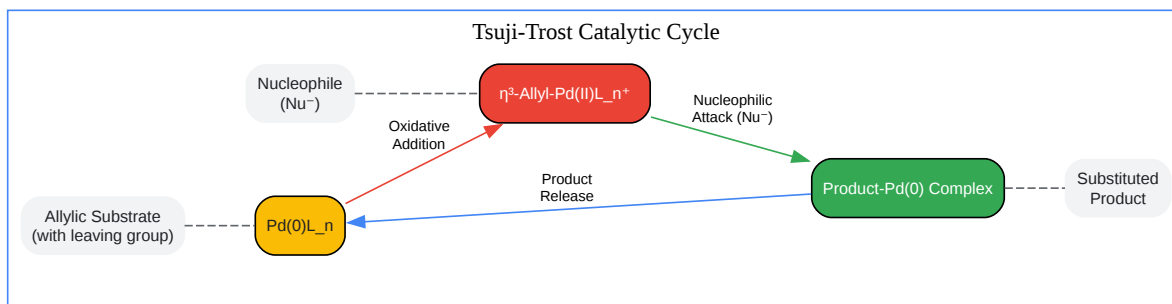 Tsuji-Trost Catalytic Cycle
Nucleophile
(Nu⁻)
η³-Allyl-Pd(II)L_n⁺
Nucleophilic
Attack (Nu⁻)
Oxidative
Addition
Product
Release
Product-Pd(0) Complex
Substituted
Product
Allylic Substrate
(with leaving group)
Pd(0)L_n